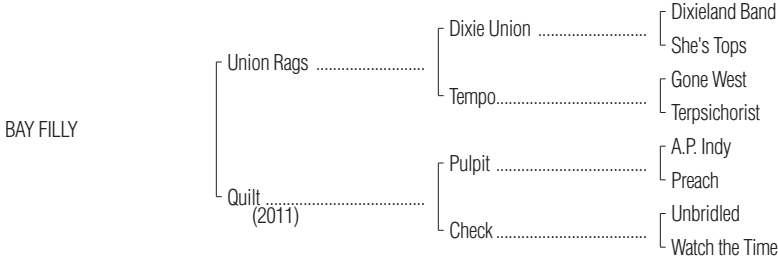 Dixieland Band
Dixie Union ............................
She's Tops
Union Rags ............................
Gone West
Tempo.......................................
Terpsichorist
BAY FILLY
A.P. Indy
Pulpit .......................................
Preach
Quilt .........................................
(2011)
Unbridled
Check .......................................
Watch the Time